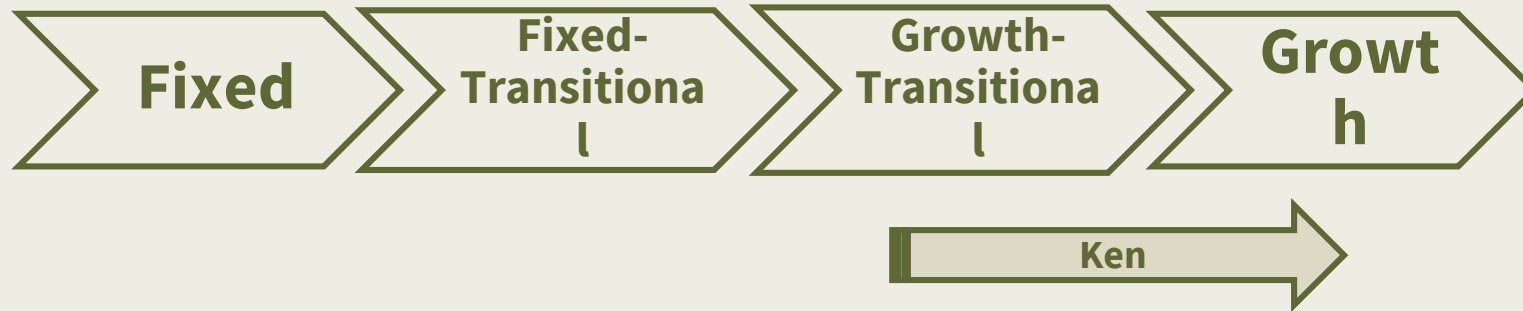 Fixed
Fixed-
Transitiona
l
Growth-
Transitiona
l
Growt
h
Ken